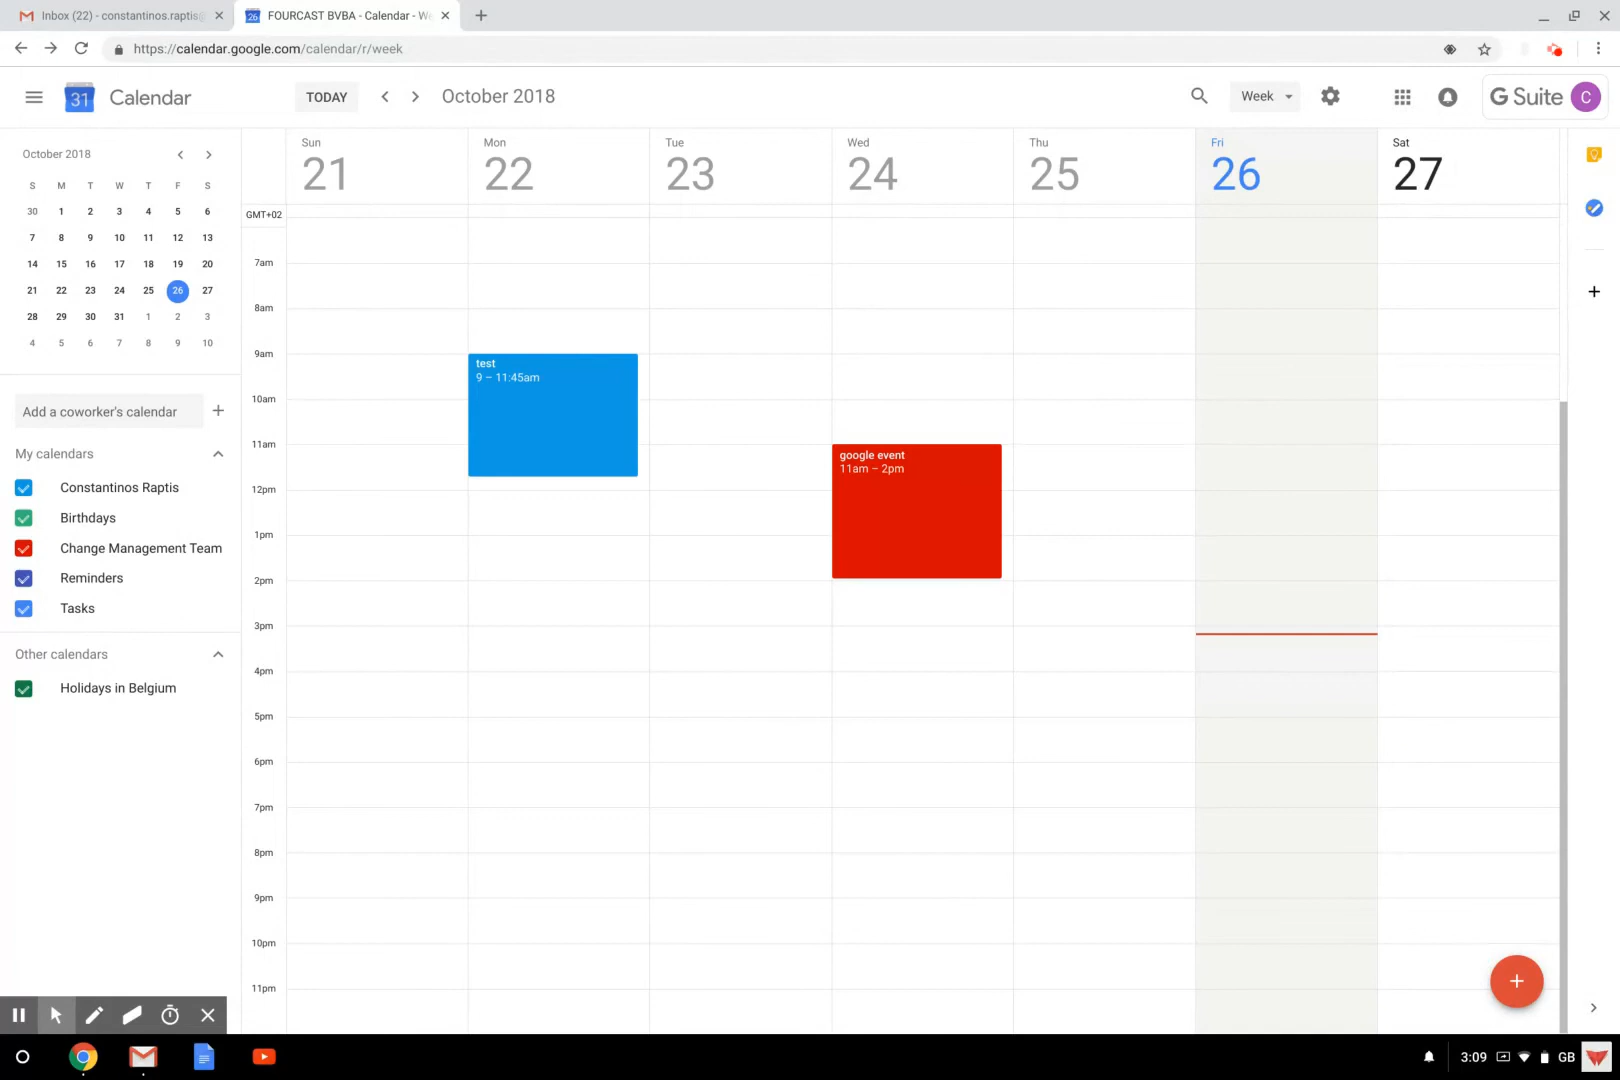 Inbox (22) - constantinos.raptis@
FOURCAST BVBA - Calendar - We
https://calendar.google.com/calendar/r/week
31 Calendar
TODAY
October 2018
Week
G Suite C
October 2018
S M T W T F S
30 1 2 3 4 5 6
7 8 9 10 11 12 13
14 15 16 17 18 19 20
21 22 23 24 25 26 27
28 29 30 31 1 2 3
4 5 6 7 8 9 10
Add a coworker's calendar
My calendars
Constantinos Raptis
Birthdays
Change Management Team
Reminders
Tasks
Other calendars
Holidays in Belgium
Sun Mon Tue Wed Thu Fri Sat
21 22 23 24 25 26 27
GMT+02
7am
8am
9am
10am
11am
12pm
1pm
2pm
3pm
4pm
5pm
6pm
7pm
8pm
9pm
10pm
11pm
test
9 – 11:45am
google event
11am – 2pm
3:09 GB